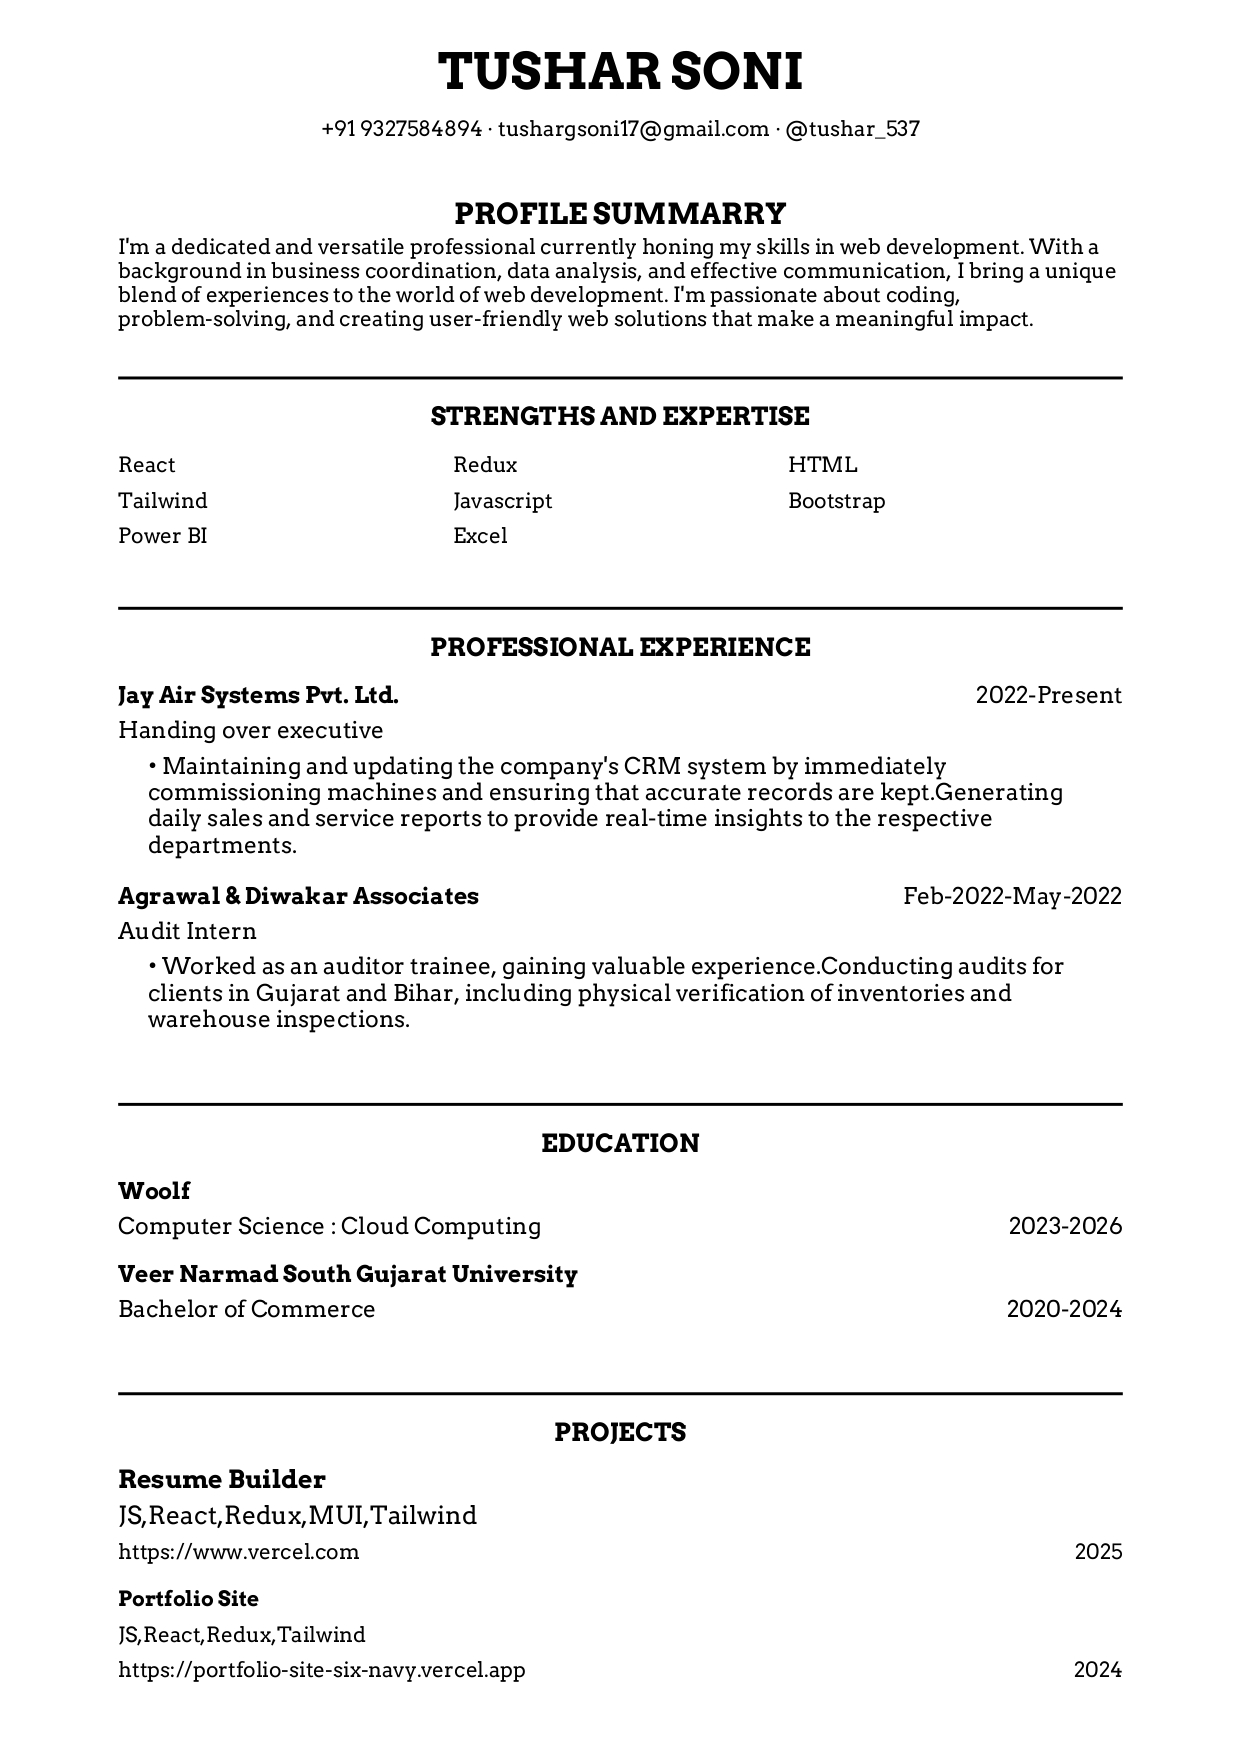 TUSHAR SONI
+91 9327584894 · tushargsoni17@gmail.com · @tushar_537
PROFILE SUMMARRY
I'm a dedicated and versatile professional currently honing my skills in web development. With a
background in business coordination, data analysis, and effective communication, I bring a unique
blend of experiences to the world of web development. I'm passionate about coding,
problem-solving, and creating user-friendly web solutions that make a meaningful impact.
STRENGTHS AND EXPERTISE
React Redux HTML
Tailwind Javascript Bootstrap
Power BI Excel
PROFESSIONAL EXPERIENCE
Jay Air Systems Pvt. Ltd. 2022-Present
Handing over executive
• Maintaining and updating the company's CRM system by immediately
commissioning machines and ensuring that accurate records are kept.Generating
daily sales and service reports to provide real-time insights to the respective
departments.
Agrawal & Diwakar Associates Feb-2022-May-2022
Audit Intern
• Worked as an auditor trainee, gaining valuable experience.Conducting audits for
clients in Gujarat and Bihar, including physical verification of inventories and
warehouse inspections.
EDUCATION
Woolf
Computer Science : Cloud Computing 2023-2026
Veer Narmad South Gujarat University
Bachelor of Commerce 2020-2024
PROJECTS
Resume Builder
JS,React,Redux,MUI,Tailwind
https://www.vercel.com 2025
Portfolio Site
JS,React,Redux,Tailwind
https://portfolio-site-six-navy.vercel.app 2024